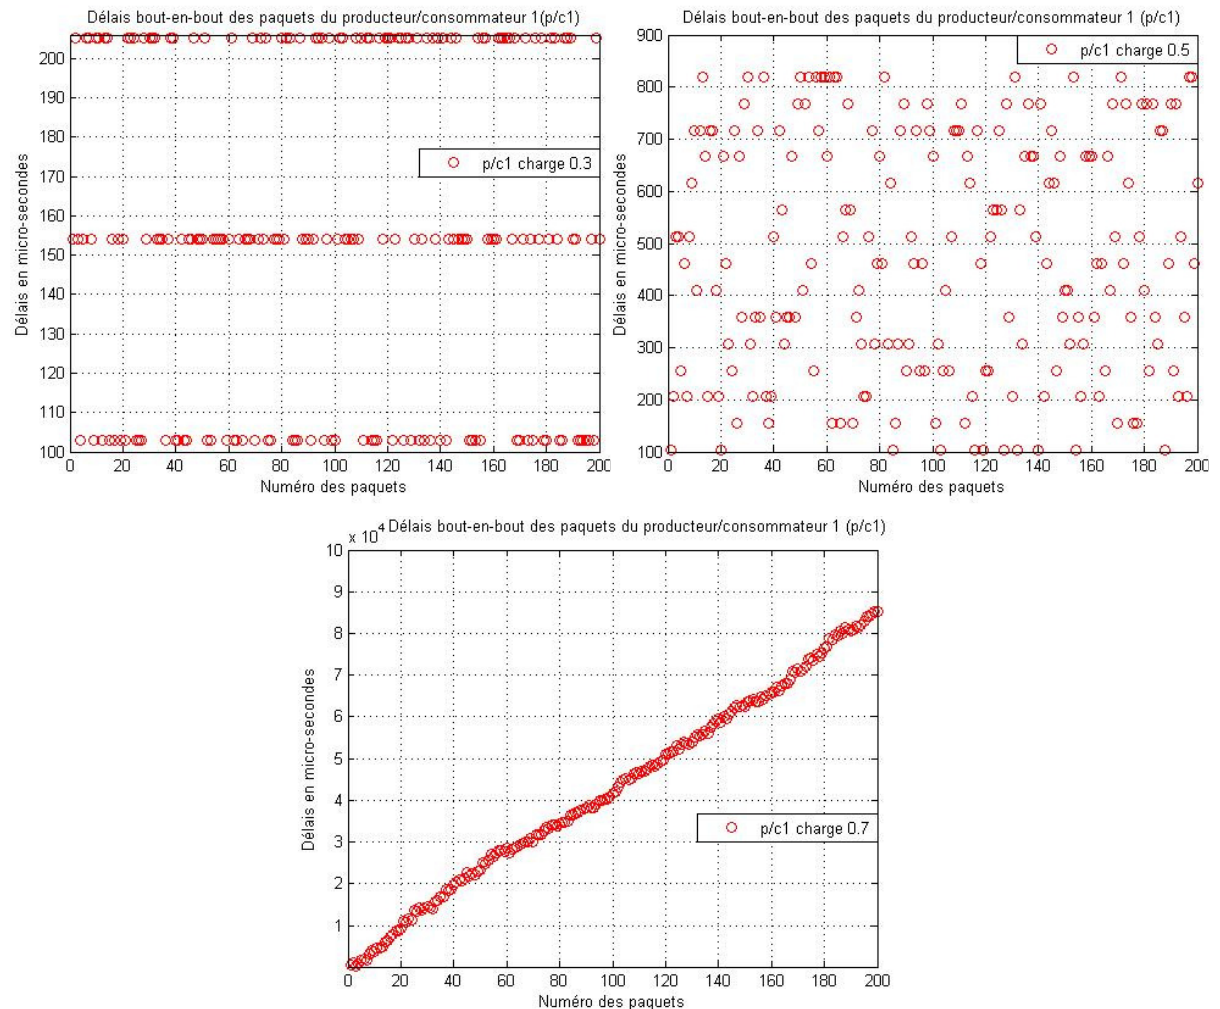 Délais bout-en-bout des paquets du producteur/consommateur 1(p/c1)
Délais en micro-secondes
200
190
180
170
160
150
140
130
120
110
100
p/c1 charge 0.3
0 20 40 60 80 100 120 140 160 180 200
Numéro des paquets
Délais bout-en-bout des paquets du producteur/consommateur 1 (p/c1)
Délais en micro-secondes
900
800
700
600
500
400
300
200
100
p/c1 charge 0.5
0 20 40 60 80 100 120 140 160 180 200
Numéro des paquets
x 10 4
Délais bout-en-bout des paquets du producteur/consommateur 1 (p/c1)
Délais en micro-secondes
10
9
8
7
6
5
4
3
2
1
p/c1 charge 0.7
0 20 40 60 80 100 120 140 160 180 200
Numéro des paquets